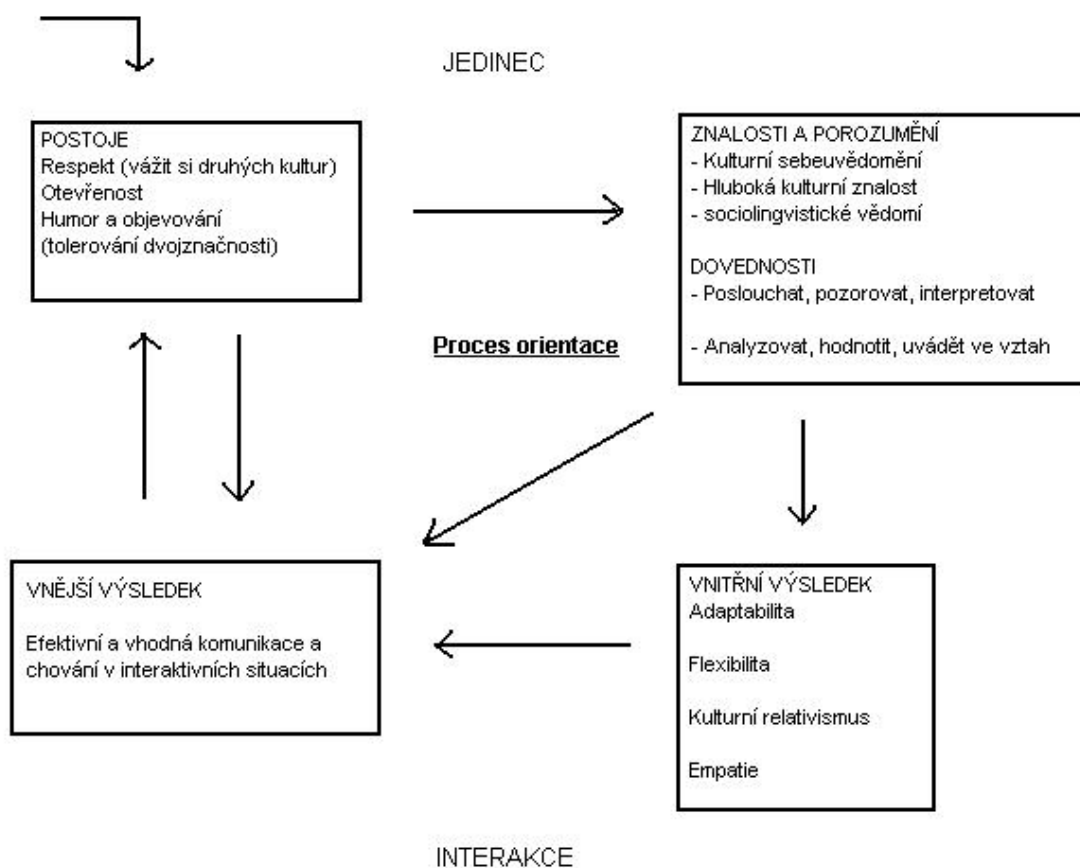 JEDINEC
POSTOJE
Respekt (vážit si druhých kultur)
Otevřenost
Humor a objevování
(tolerování dvojznačnosti)
ZNALOSTI A POROZUMĚNÍ
- Kulturní sebeuvědomění
- Hluboká kulturní znalost
- sociolingvistické vědomí
DOVEDNOSTI
- Poslouchat, pozorovat, interpretovat
- Analyzovat, hodnotit, uvádět ve vztah
Proces orientace
VNĚJŠÍ VÝSLEDEK
Efektivní a vhodná komunikace a
chování v interaktivních situacích
VNITŘNÍ VÝSLEDEK
Adaptabilita
Flexibilita
Kulturní relativismus
Empatie
INTERAKCE